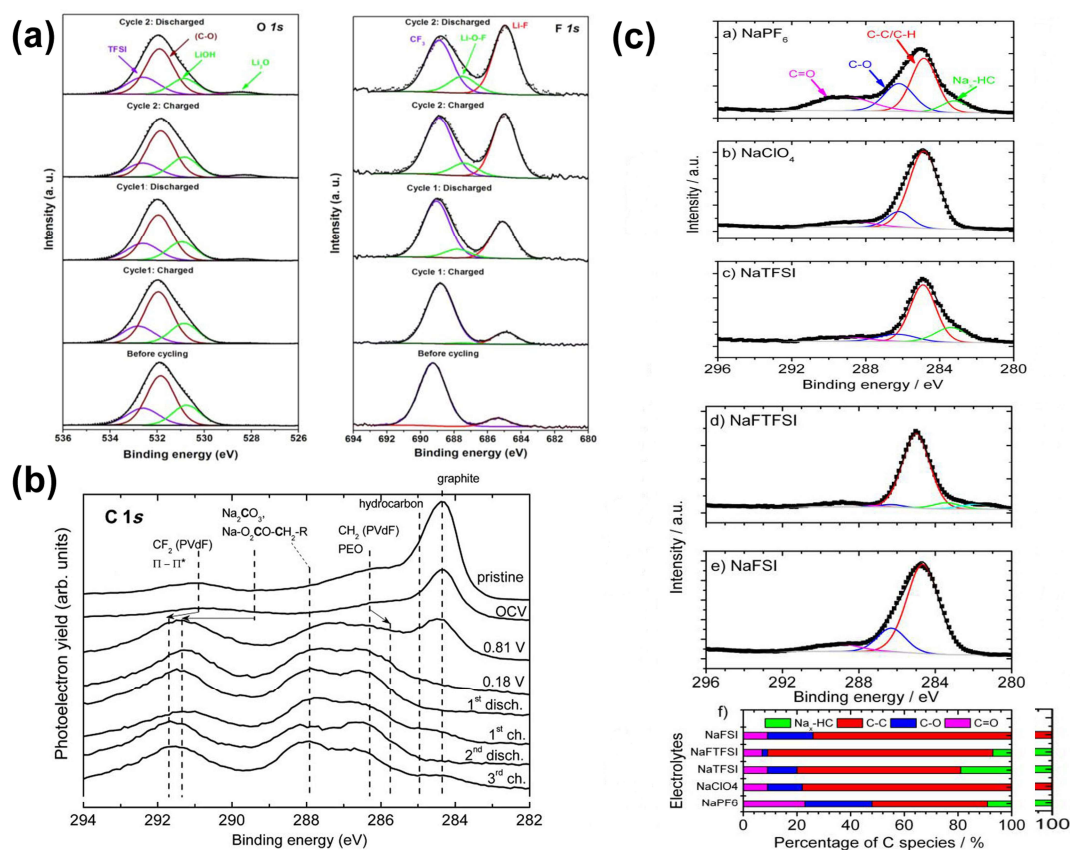 (a)
O 1s
Cycle 2: Discharged
TFSI
(C-O)
LiOH
Li2O
Cycle 2: Charged
Cycle1: Discharged
Cycle1: Charged
Before cycling
Intensity (a. u.)
536 534 532 530 528 526
Binding energy (eV)
F 1s
Cycle 2: Discharged
CF3
Li-O-F
Li-F
Cycle 2: Charged
Cycle 1: Discharged
Cycle 1: Charged
Before cycling
Intensity (a. u.)
694 692 690 688 686 684 682 680
Binding energy (eV)
(b)
C 1s
graphite
hydrocarbon
Na2CO3,
Na-O2CO-CH2-R
CF2 (PVdF)
Π – Π*
CH2 (PVdF)
PEO
pristine
OCV
0.81 V
0.18 V
1st disch.
1st ch.
2nd disch.
3rd ch.
Photoelectron yield (arb. units)
294 292 290 288 286 284 282
Binding energy (eV)
(c)
a) NaPF6
C=O
C-O
C-C/C-H
Nax-HC
b) NaClO4
c) NaTFSI
Intensity / a.u.
296 292 288 284 280
Binding energy / eV
d) NaFTFSI
e) NaFSI
Intensity / a.u.
296 292 288 284 280
Binding energy / eV
f)
Nax-HC C-C C-O C=O
NaFSI
NaFTFSI
NaTFSI
NaClO4
NaPF6
Electrolytes
0 20 40 60 80 100
100
Percentage of C species / %